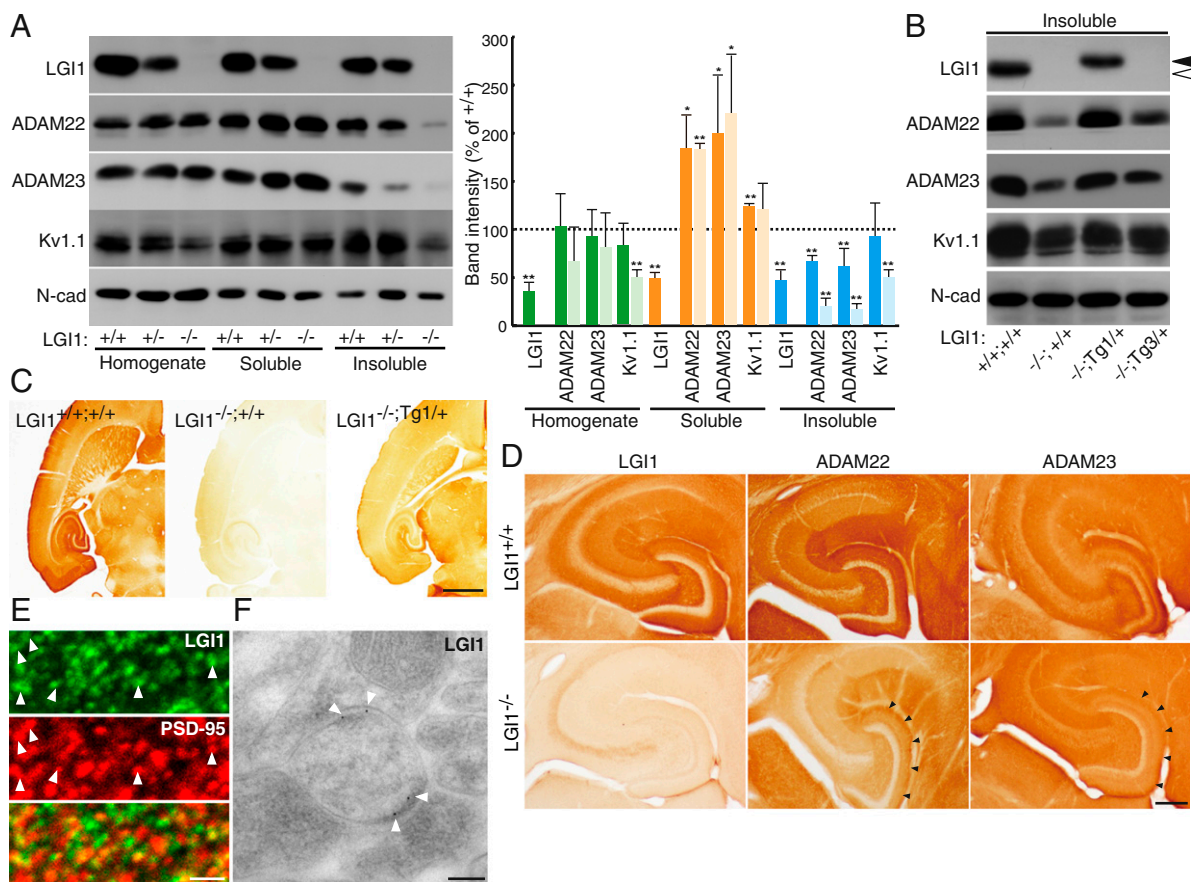 A
LGI1
ADAM22
ADAM23
Kv1.1
N-cad
LGI1: +/+ +/- -/- +/+ +/- -/- +/+ +/- -/-
Homogenate Soluble Insoluble
Band intensity (% of +/+)
300
250
200
150
100
50
0
** * ** * * ** ** ** ** ** ** ** ** **
LGI1 ADAM22 ADAM23 Kv1.1 LGI1 ADAM22 ADAM23 Kv1.1 LGI1 ADAM22 ADAM23 Kv1.1
Homogenate Soluble Insoluble
B
Insoluble
LGI1
ADAM22
ADAM23
Kv1.1
N-cad
LGI1: +/+;+/+ -/-;+/+ -/-;Tg1/+ -/-;Tg3/+
C
LGI1+/+;+/+ LGI1-/-;+/+ LGI1-/-;Tg1/+
D
LGI1 ADAM22 ADAM23
LGI1+/+
LGI1-/-
E
LGI1
PSD-95
F
LGI1